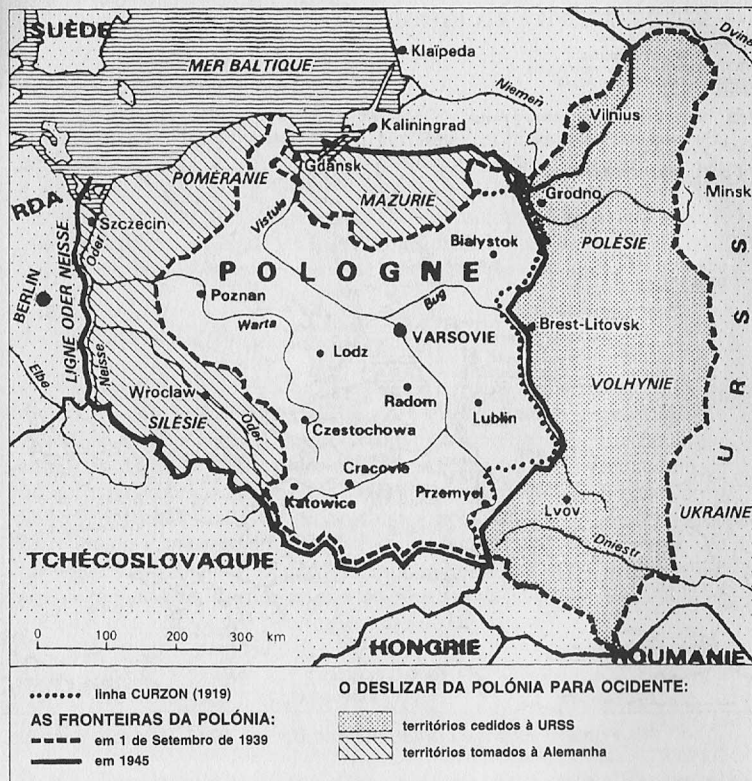 SUÈDE
MER BALTIQUE
Klaïpeda
Dvina
Niemen
Vilnius
Kaliningrad
Gdansk
Minsk
POMÉRANIE
MAZURIE
Grodno
RDA
Szczecin
Oder
Vistule
Bialystok
POLÉSIE
POLOGNE
BERLIN
LIGNE ODER NEISSE
Poznan
Bug
Warta
VARSOVIE
Brest-Litovsk
Lodz
Elbe
Neisse
Wroclaw
Radom
Lublin
VOLHYNIE
URSS
SILÉSIE
Oder
Czestochowa
Cracovie
Katowice
Przemysl
Lvov
UKRAINE
TCHÉCOSLOVAQUIE
Dniestr
0 100 200 300 km
HONGRIE
ROUMANIE
linha CURZON (1919)
AS FRONTEIRAS DA POLÓNIA:
em 1 de Setembro de 1939
em 1945
O DESLIZAR DA POLÓNIA PARA OCIDENTE:
territórios cedidos à URSS
territórios tomados à Alemanha